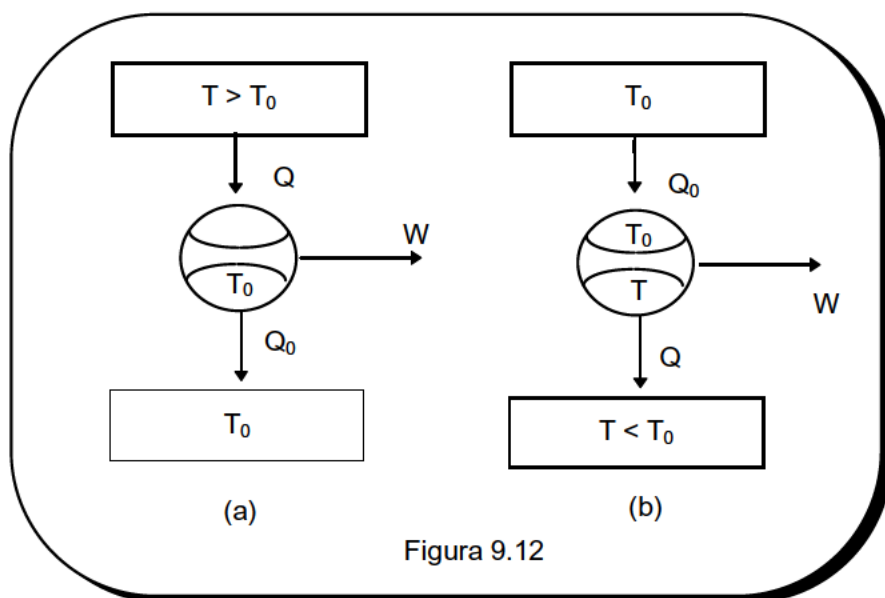 T > T₀
Q
W
T₀
Q₀
T₀
(a)
T₀
Q₀
T₀
T
W
Q
T < T₀
(b)
Figura 9.12